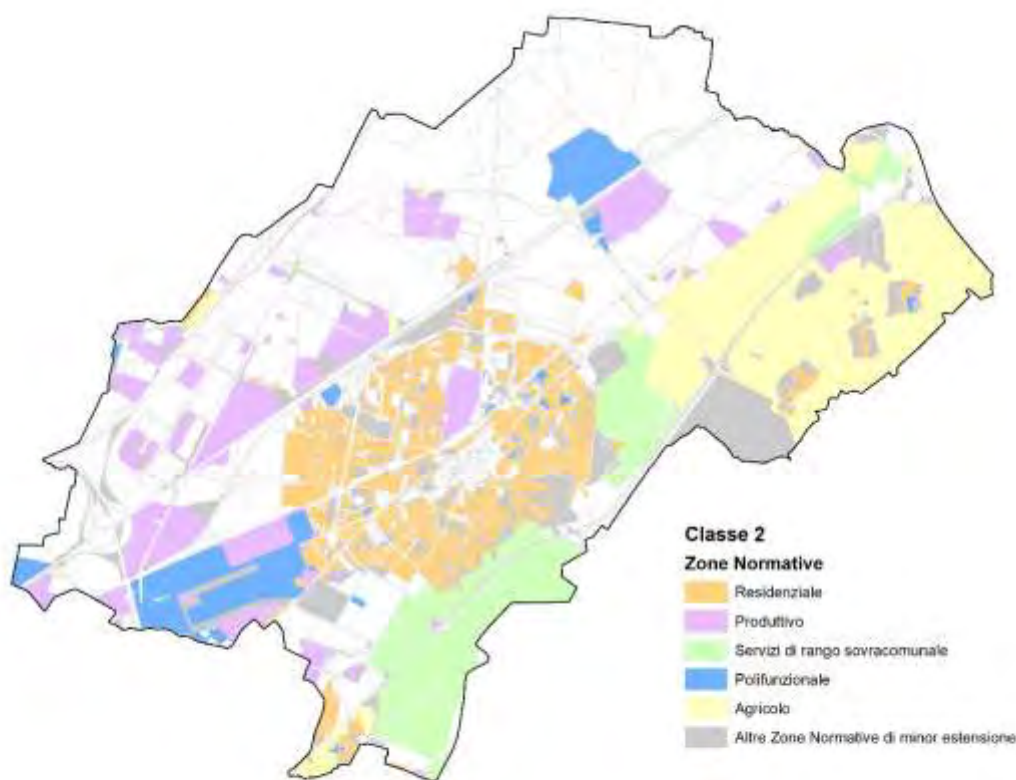 Classe 2
Zone Normative
Residenziale
Produttivo
Servizi di rango sovracomunale
Polifunzionale
Agricolo
Altre Zone Normative di minor estensione